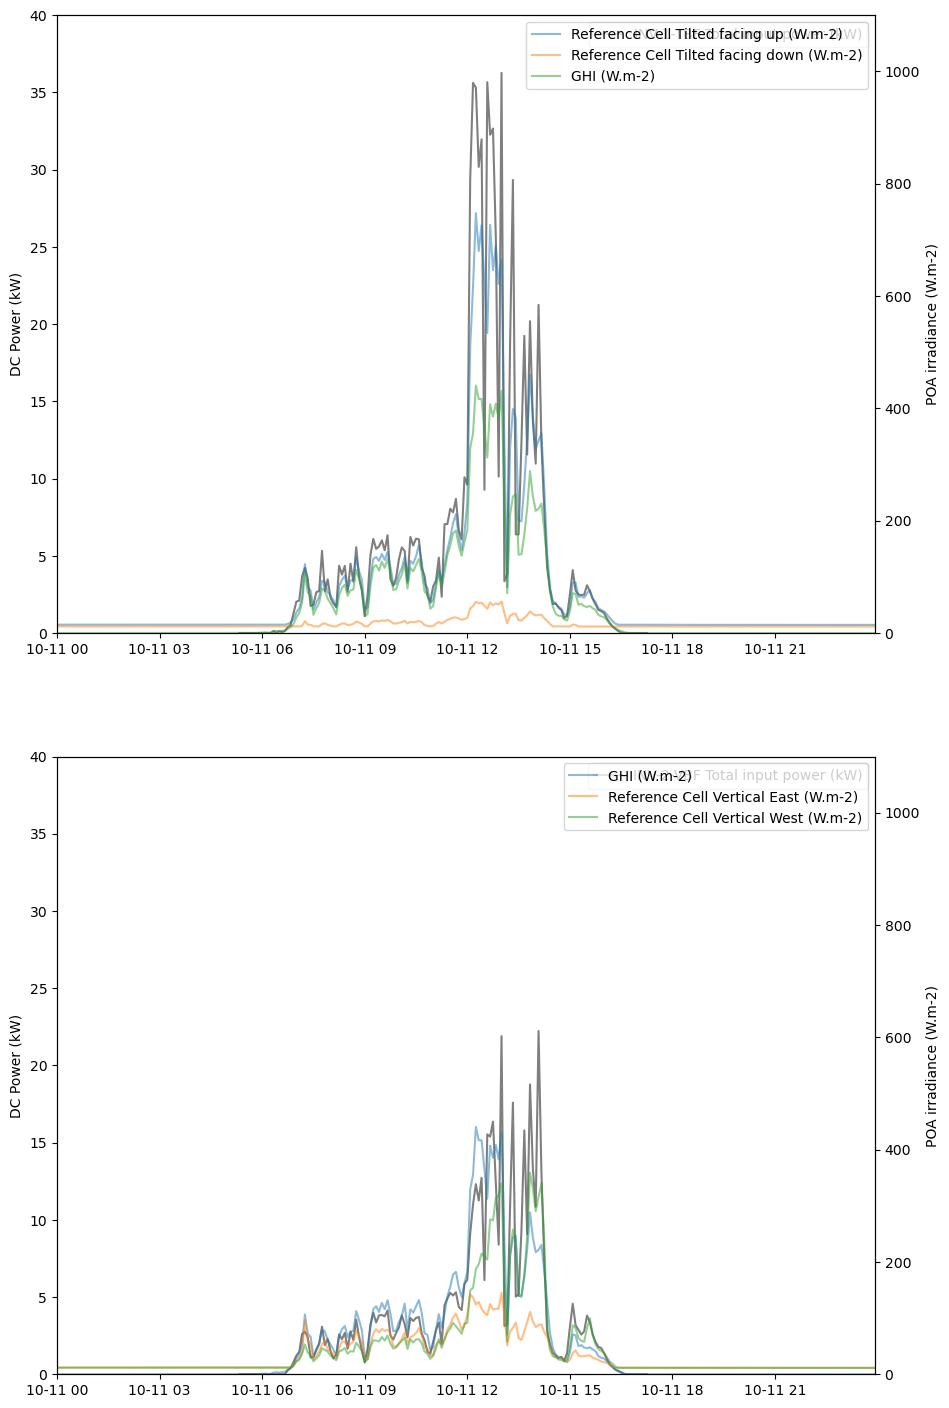 40
35
30
25
20
15
10
5
0
DC Power (kW)
Reference Cell Tilted facing up (W.m-2)
Reference Cell Tilted facing down (W.m-2)
GHI (W.m-2)
1000
800
600
400
200
0
POA irradiance (W.m-2)
10-11 00 10-11 03 10-11 06 10-11 09 10-11 12 10-11 15 10-11 18 10-11 21
40
35
30
25
20
15
10
5
0
DC Power (kW)
GHI (W.m-2) Total input power (kW)
Reference Cell Vertical East (W.m-2)
Reference Cell Vertical West (W.m-2)
1000
800
600
400
200
0
POA irradiance (W.m-2)
10-11 00 10-11 03 10-11 06 10-11 09 10-11 12 10-11 15 10-11 18 10-11 21